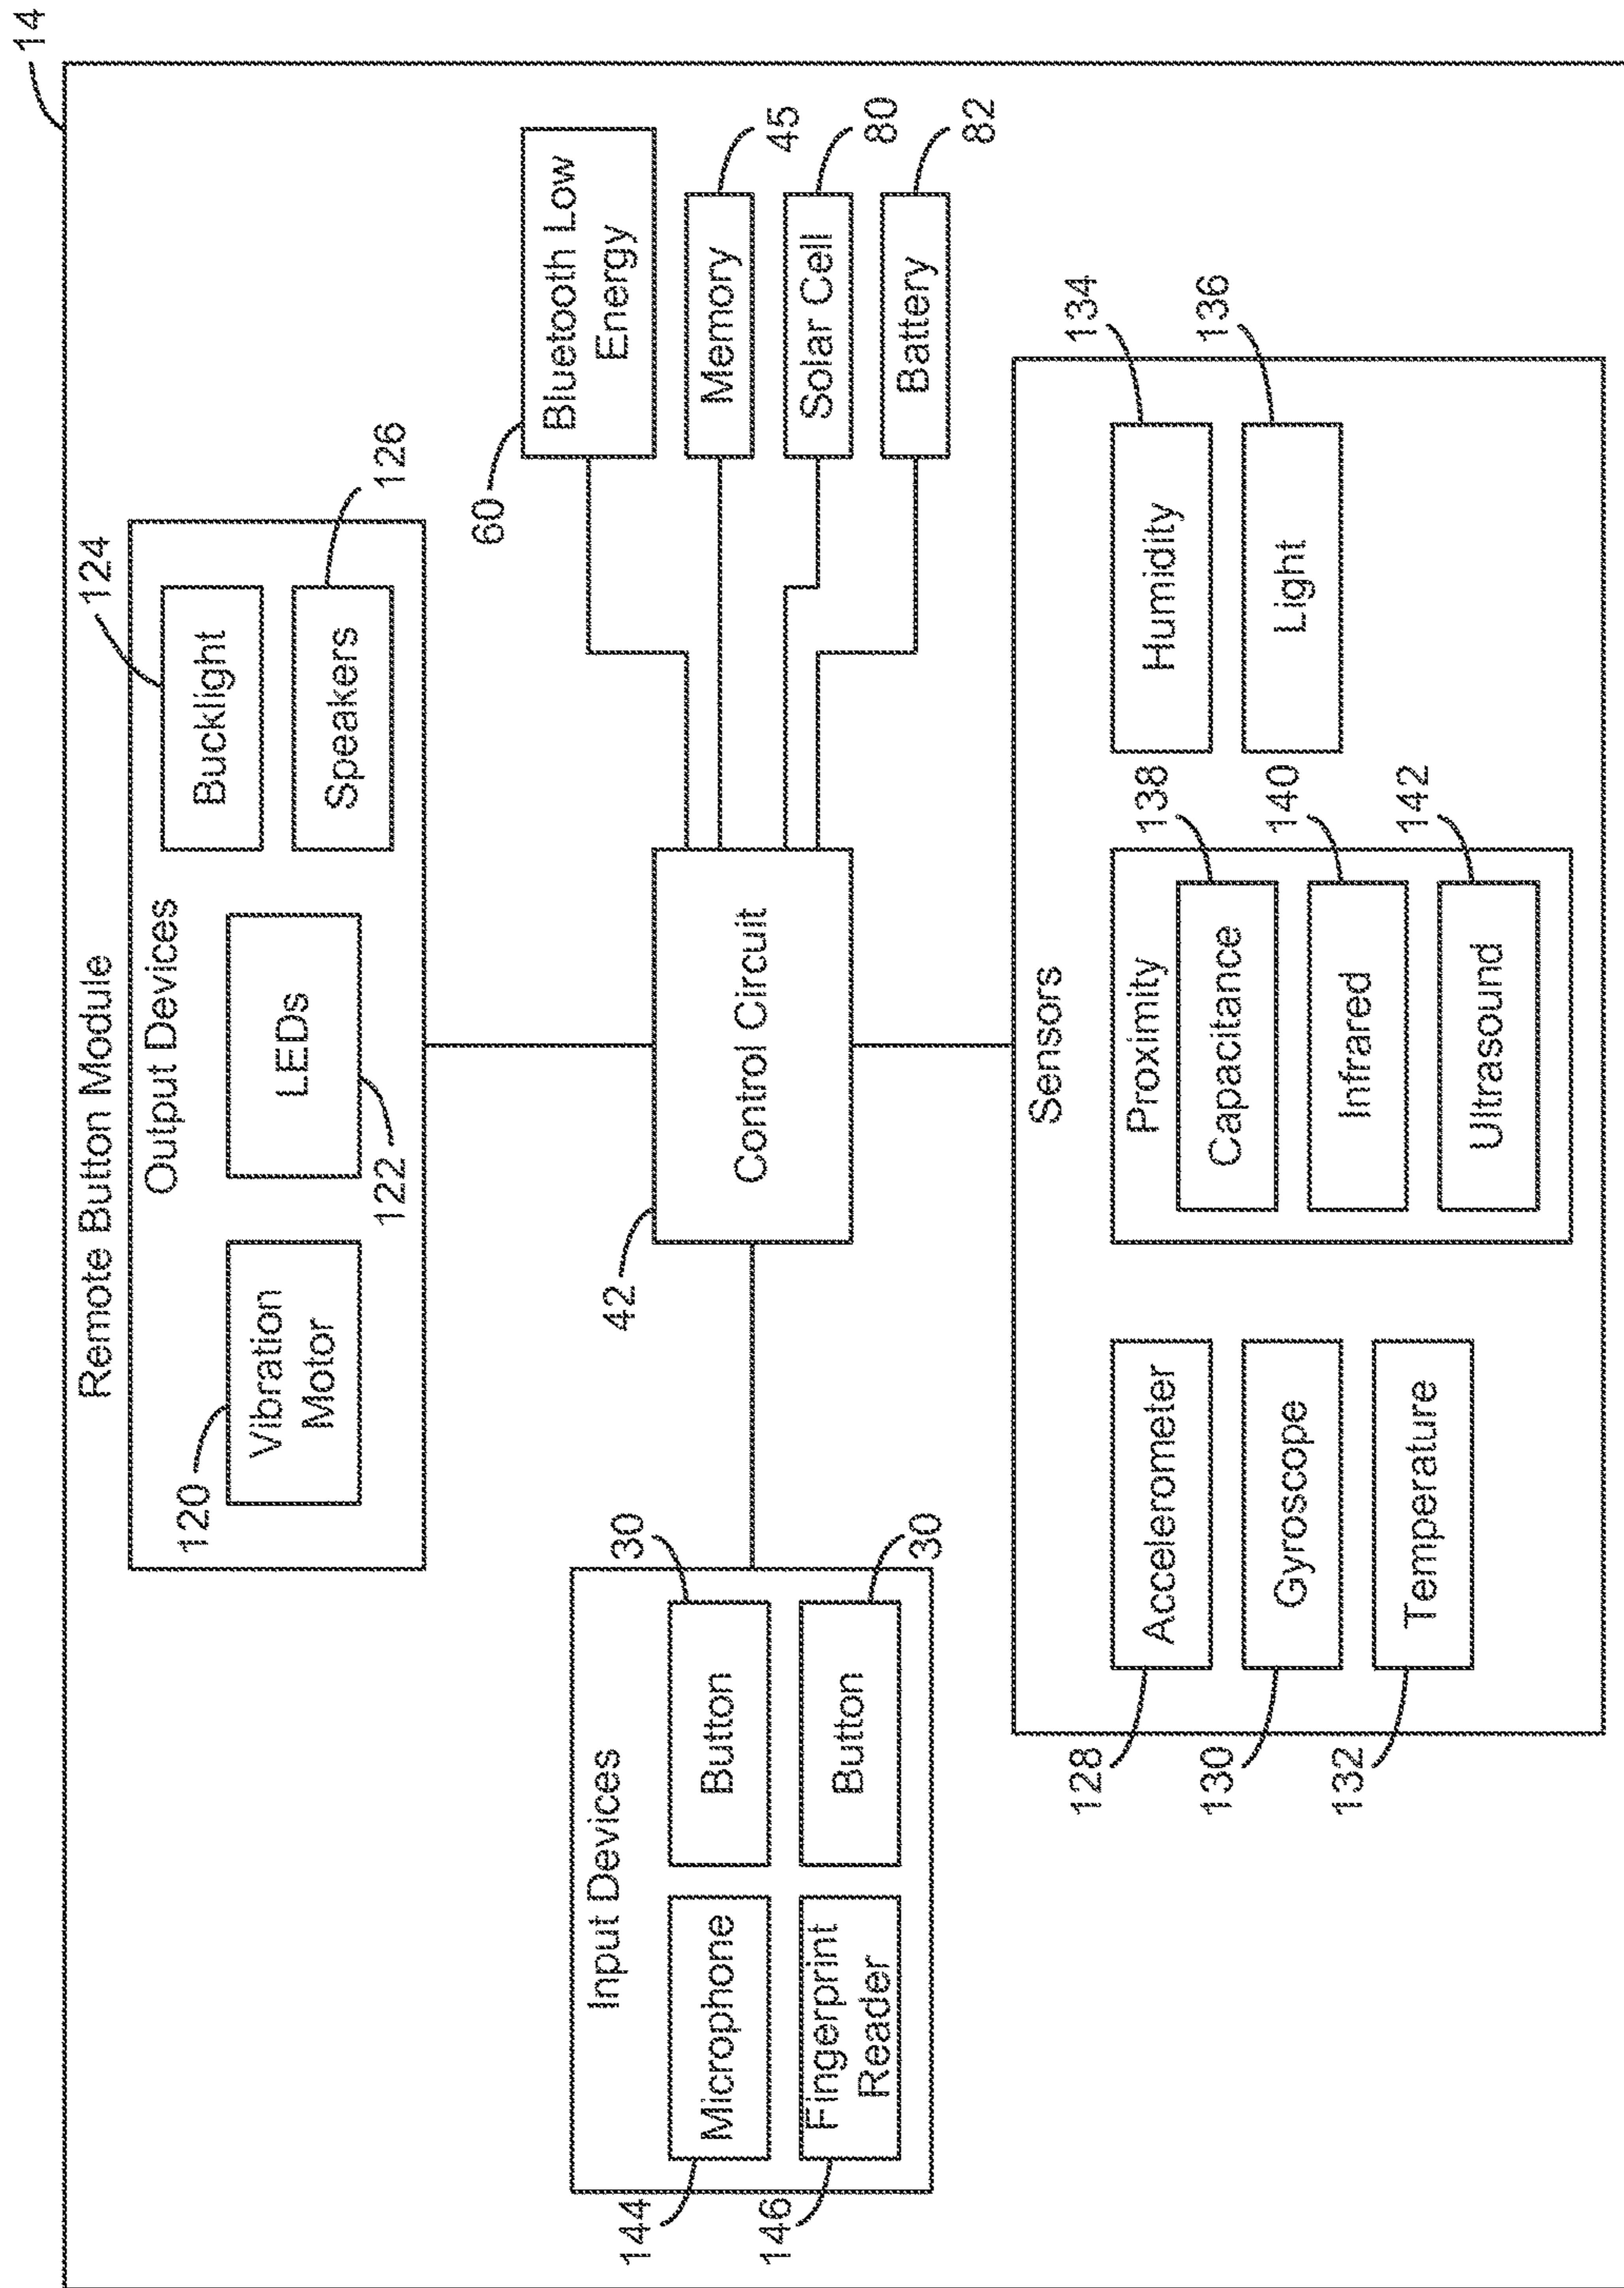 14
Remote Button Module
Output Devices
120
Vibration
Motor
LEDs
122
124
Bucklight
Speakers
126
Input Devices
144
Microphone
Button
30
146
Fingerprint
Reader
Button
30
42
Control Circuit
60
Bluetooth Low
Energy
Memory
45
Solar Cell
80
Battery
82
Sensors
128
Accelerometer
130
Gyroscope
132
Temperature
Proximity
Capacitance
138
Infrared
140
Ultrasound
142
Humidity
134
Light
136